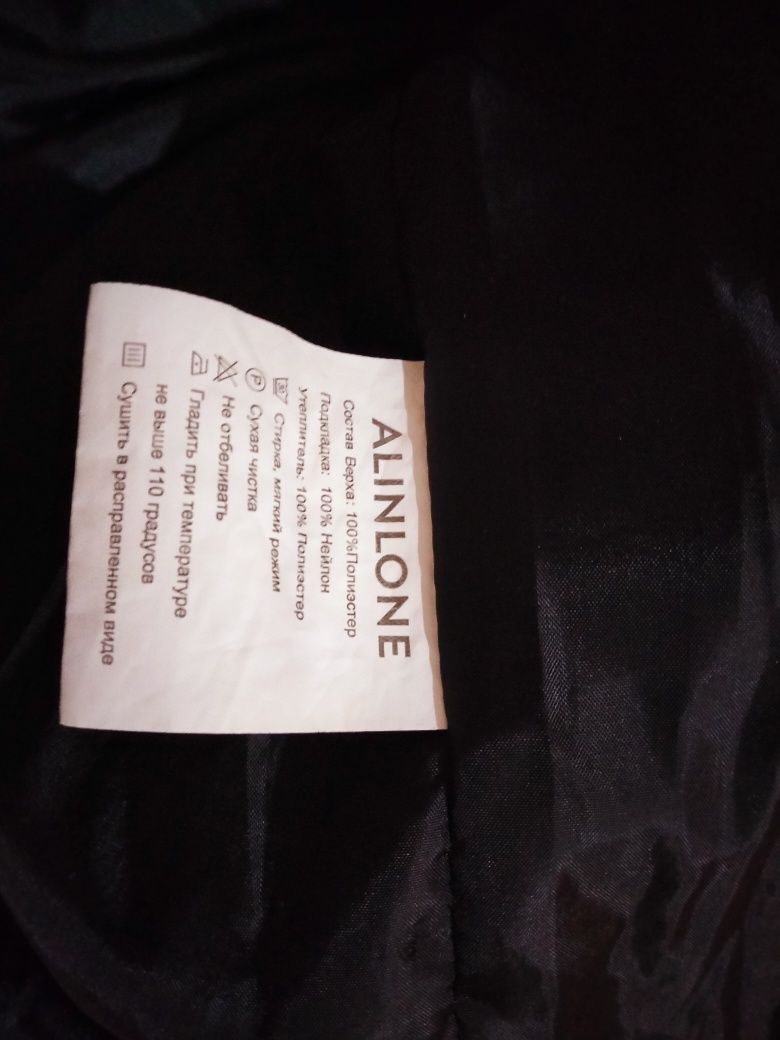 ALINLONE
Состав Верха: 100%Полиэстер
Подкладка: 100% Нейлон
Утеплитель: 100% Полиэстер
30° Стирка, мягкий режим
P Сухая чистка
Не отбеливать
Гладить при температуре
не выше 110 градусов
Сушить в расправленном виде